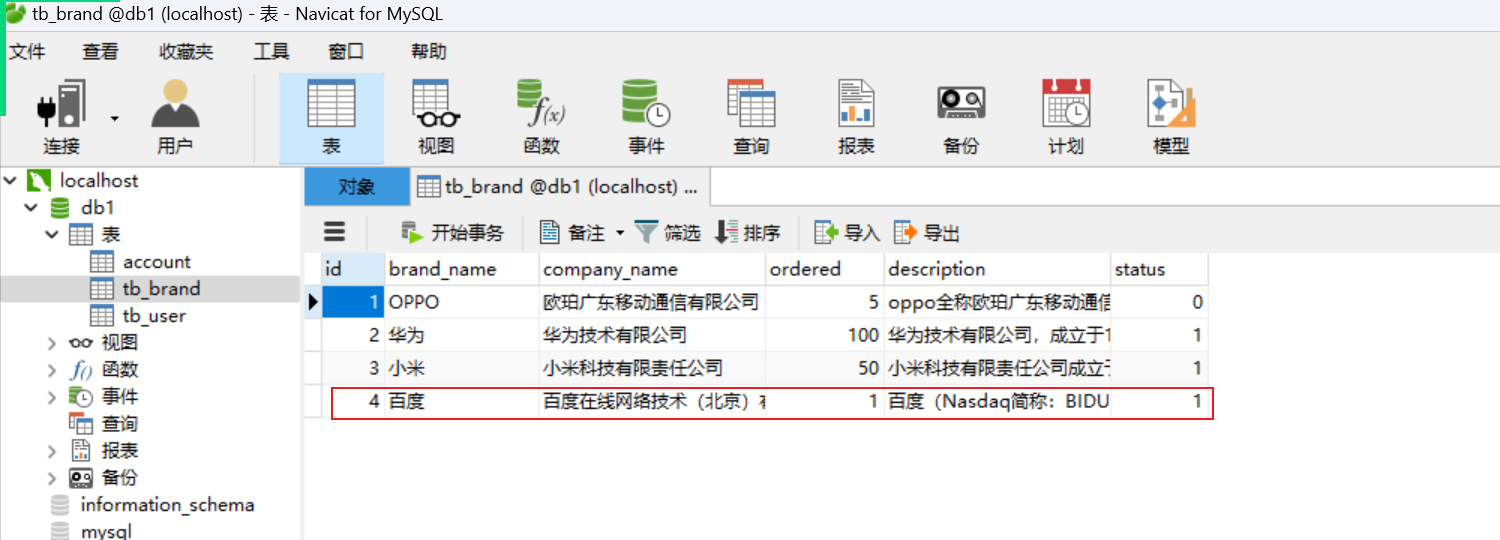 tb_brand @db1 (localhost) - 表 - Navicat for MySQL
文件 查看 收藏夹 工具 窗口 帮助
连接 用户 表 视图 函数 事件 查询 报表 备份 计划 模型
localhost
db1
表
account
tb_brand
tb_user
视图
函数
事件
查询
报表
备份
information_schema
mysql
对象 tb_brand @db1 (localhost) ...
开始事务 备注 筛选 排序 导入 导出
id brand_name company_name ordered description status
1 OPPO 欧珀广东移动通信有限公司 5 oppo全称欧珀广东移动通信 0
2 华为 华为技术有限公司 100 华为技术有限公司，成立于1 1
3 小米 小米科技有限责任公司 50 小米科技有限责任公司成立于 1
4 百度 百度在线网络技术（北京）有 1 百度（Nasdaq简称：BIDU 1